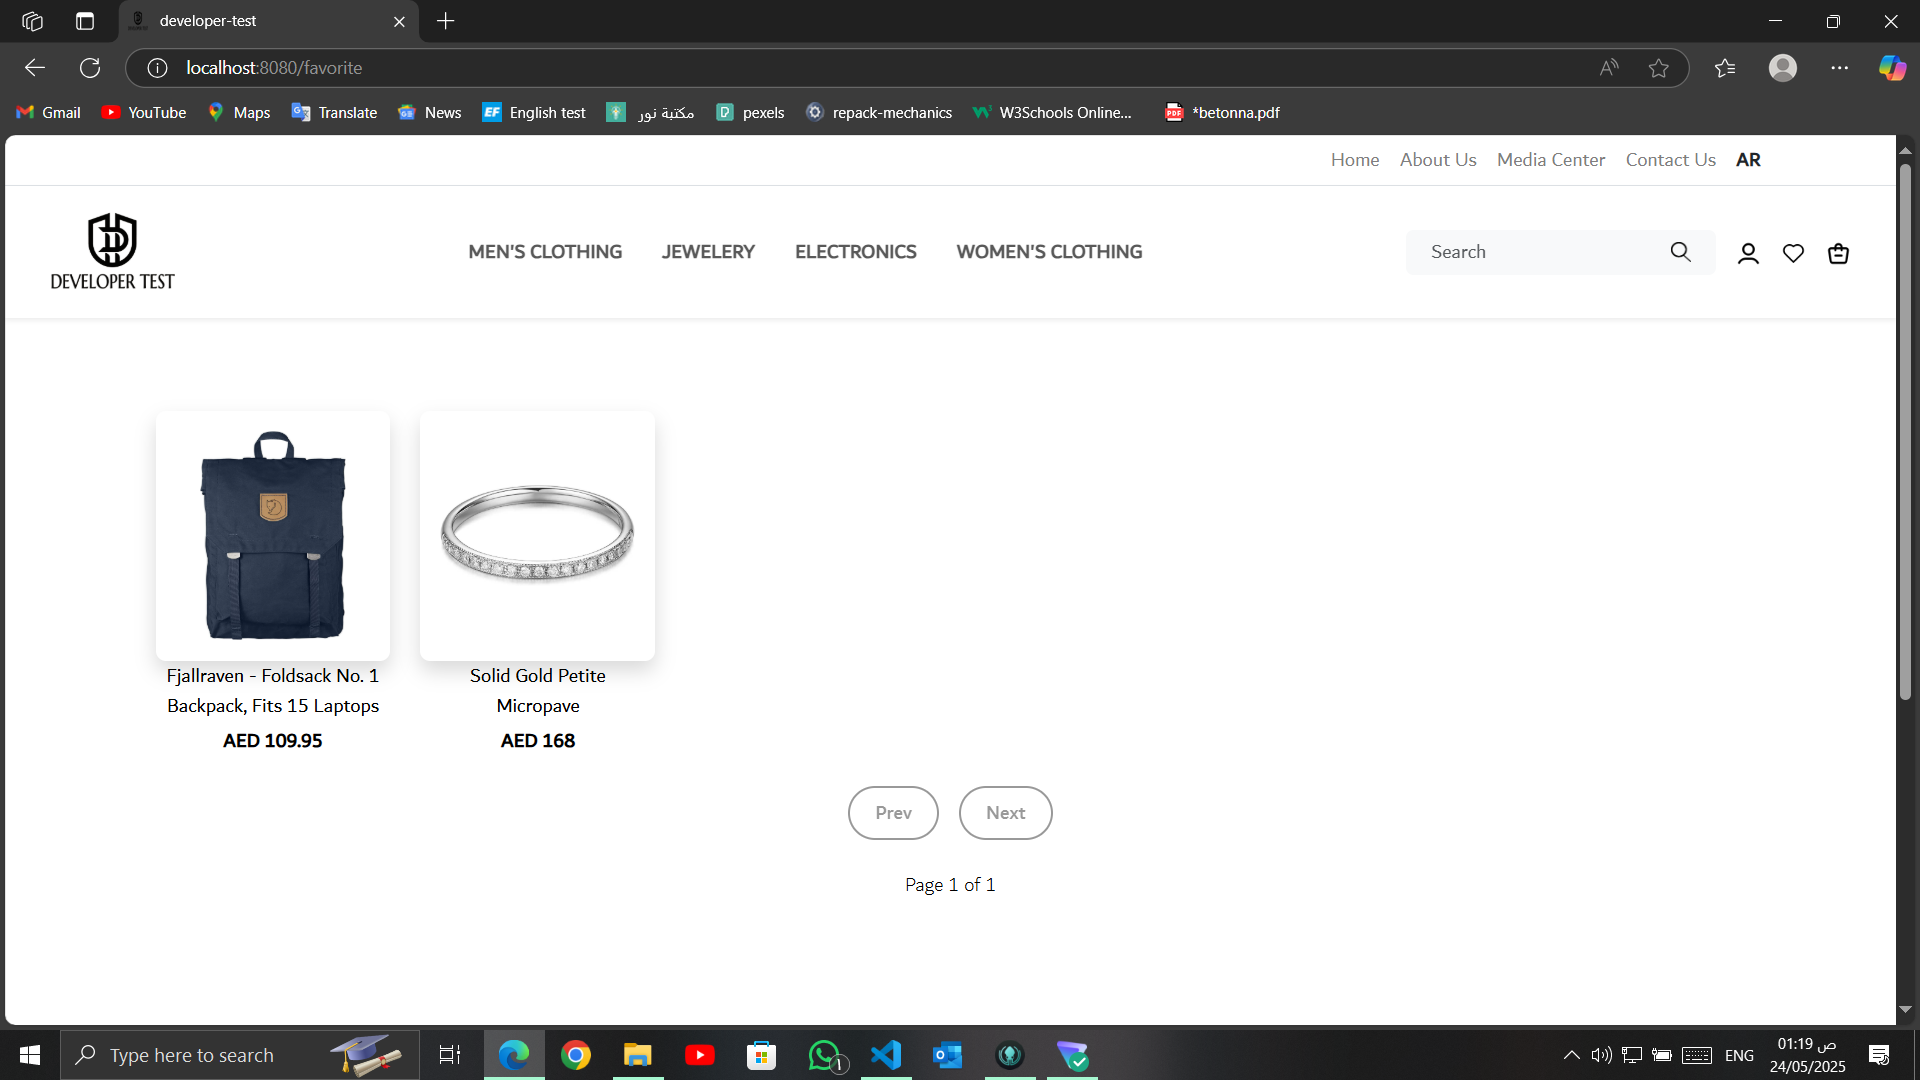 developer-test
localhost:8080/favorite
Gmail
YouTube
Maps
Translate
News
EF
English test
مكتبة نور
pexels
repack-mechanics
W3Schools Online...
PDF
*betonna.pdf
Home
About Us
Media Center
Contact Us
AR
DEVELOPER TEST
MEN'S CLOTHING
JEWELERY
ELECTRONICS
WOMEN'S CLOTHING
Search
Fjallraven - Foldsack No. 1
Backpack, Fits 15 Laptops
AED 109.95
Solid Gold Petite
Micropave
AED 168
Prev
Next
Page 1 of 1
Type here to search
ENG
01:19 ص
24/05/2025